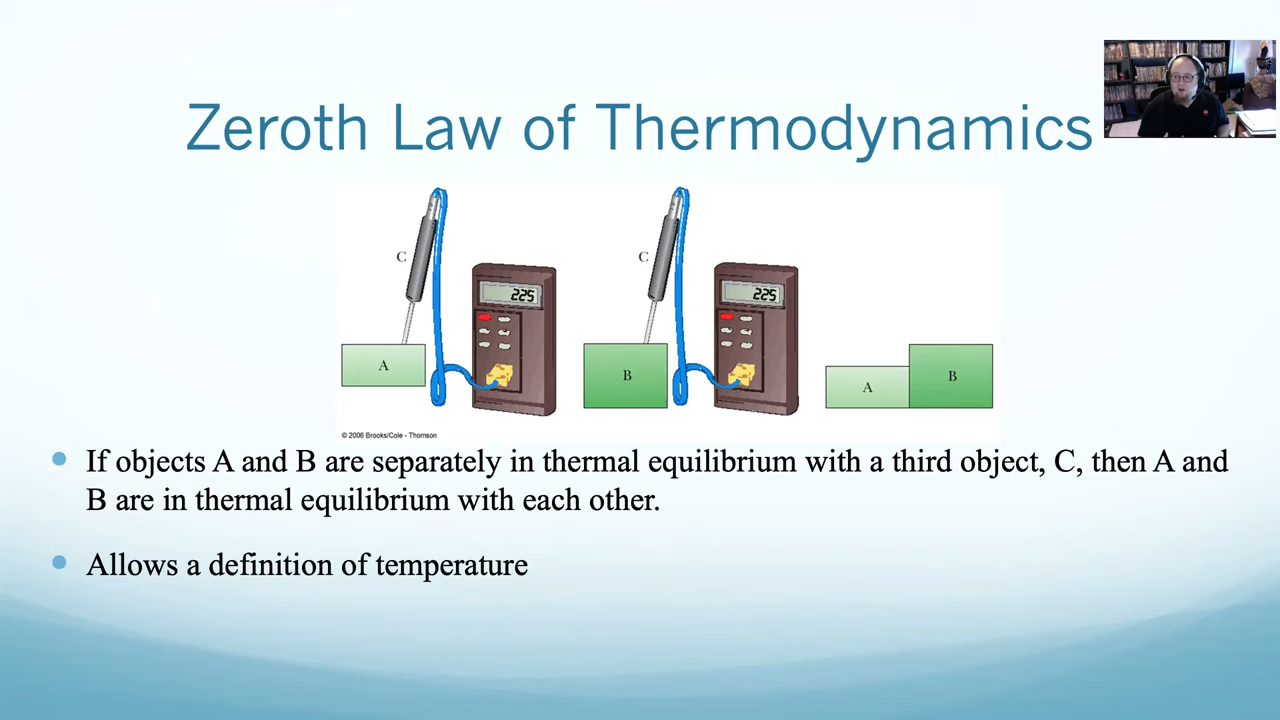 Zeroth Law of Thermodynamics
C
225
A
C
225
B
A
B
© 2006 Brooks/Cole - Thomson
If objects A and B are separately in thermal equilibrium with a third object, C, then A and
B are in thermal equilibrium with each other.
Allows a definition of temperature